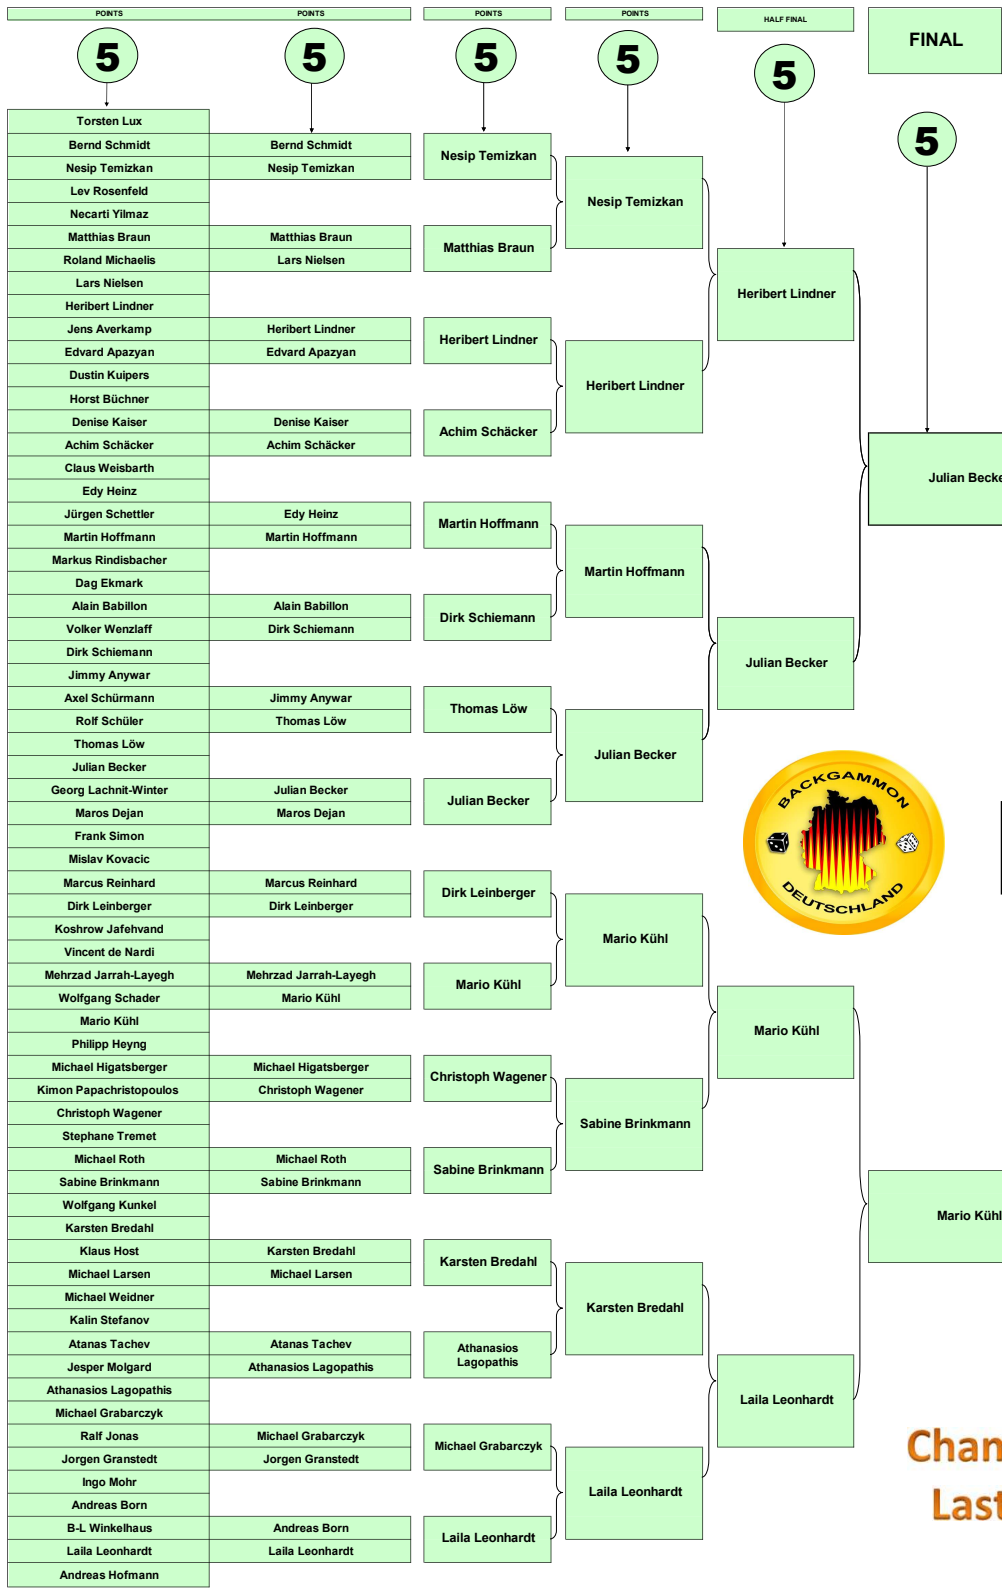 POINTS
POINTS
POINTS
POINTS
HALF FINAL
FINAL
5
5
5
5
5
5
Torsten Lux
Bernd Schmidt
Nesip Temizkan
Lev Rosenfeld
Necarti Yilmaz
Matthias Braun
Roland Michaelis
Lars Nielsen
Heribert Lindner
Jens Averkamp
Edvard Apazyan
Dustin Kuipers
Horst Büchner
Denise Kaiser
Achim Schäcker
Claus Weisbarth
Edy Heinz
Jürgen Schettler
Martin Hoffmann
Markus Rindisbacher
Dag Ekmark
Alain Babillon
Volker Wenzlaff
Dirk Schiemann
Jimmy Anywar
Axel Schürmann
Rolf Schüler
Thomas Löw
Julian Becker
Georg Lachnit-Winter
Maros Dejan
Frank Simon
Mislav Kovacic
Marcus Reinhard
Dirk Leinberger
Koshrow Jafehvand
Vincent de Nardi
Mehrzad Jarrah-Layegh
Wolfgang Schader
Mario Kühl
Philipp Heyng
Michael Higatsberger
Kimon Papachristopoulos
Christoph Wagener
Stephane Tremet
Michael Roth
Sabine Brinkmann
Wolfgang Kunkel
Karsten Bredahl
Klaus Host
Michael Larsen
Michael Weidner
Kalin Stefanov
Atanas Tachev
Jesper Molgard
Athanasios Lagopathis
Michael Grabarczyk
Ralf Jonas
Jorgen Granstedt
Ingo Mohr
Andreas Born
B-L Winkelhaus
Laila Leonhardt
Andreas Hofmann
Bernd Schmidt
Nesip Temizkan
Matthias Braun
Lars Nielsen
Heribert Lindner
Edvard Apazyan
Denise Kaiser
Achim Schäcker
Edy Heinz
Martin Hoffmann
Alain Babillon
Dirk Schiemann
Jimmy Anywar
Thomas Löw
Julian Becker
Maros Dejan
Marcus Reinhard
Dirk Leinberger
Mehrzad Jarrah-Layegh
Mario Kühl
Michael Higatsberger
Christoph Wagener
Michael Roth
Sabine Brinkmann
Karsten Bredahl
Michael Larsen
Atanas Tachev
Athanasios Lagopathis
Michael Grabarczyk
Jorgen Granstedt
Andreas Born
Laila Leonhardt
Nesip Temizkan
Matthias Braun
Heribert Lindner
Achim Schäcker
Martin Hoffmann
Dirk Schiemann
Thomas Löw
Julian Becker
Dirk Leinberger
Mario Kühl
Christoph Wagener
Sabine Brinkmann
Karsten Bredahl
Athanasios
Lagopathis
Michael Grabarczyk
Laila Leonhardt
Nesip Temizkan
Heribert Lindner
Martin Hoffmann
Julian Becker
Mario Kühl
Sabine Brinkmann
Karsten Bredahl
Laila Leonhardt
Heribert Lindner
Julian Becker
Mario Kühl
Laila Leonhardt
Julian Becke
Mario Kühl
BACKGAMMON
DEUTSCHLAND
Chan
Last